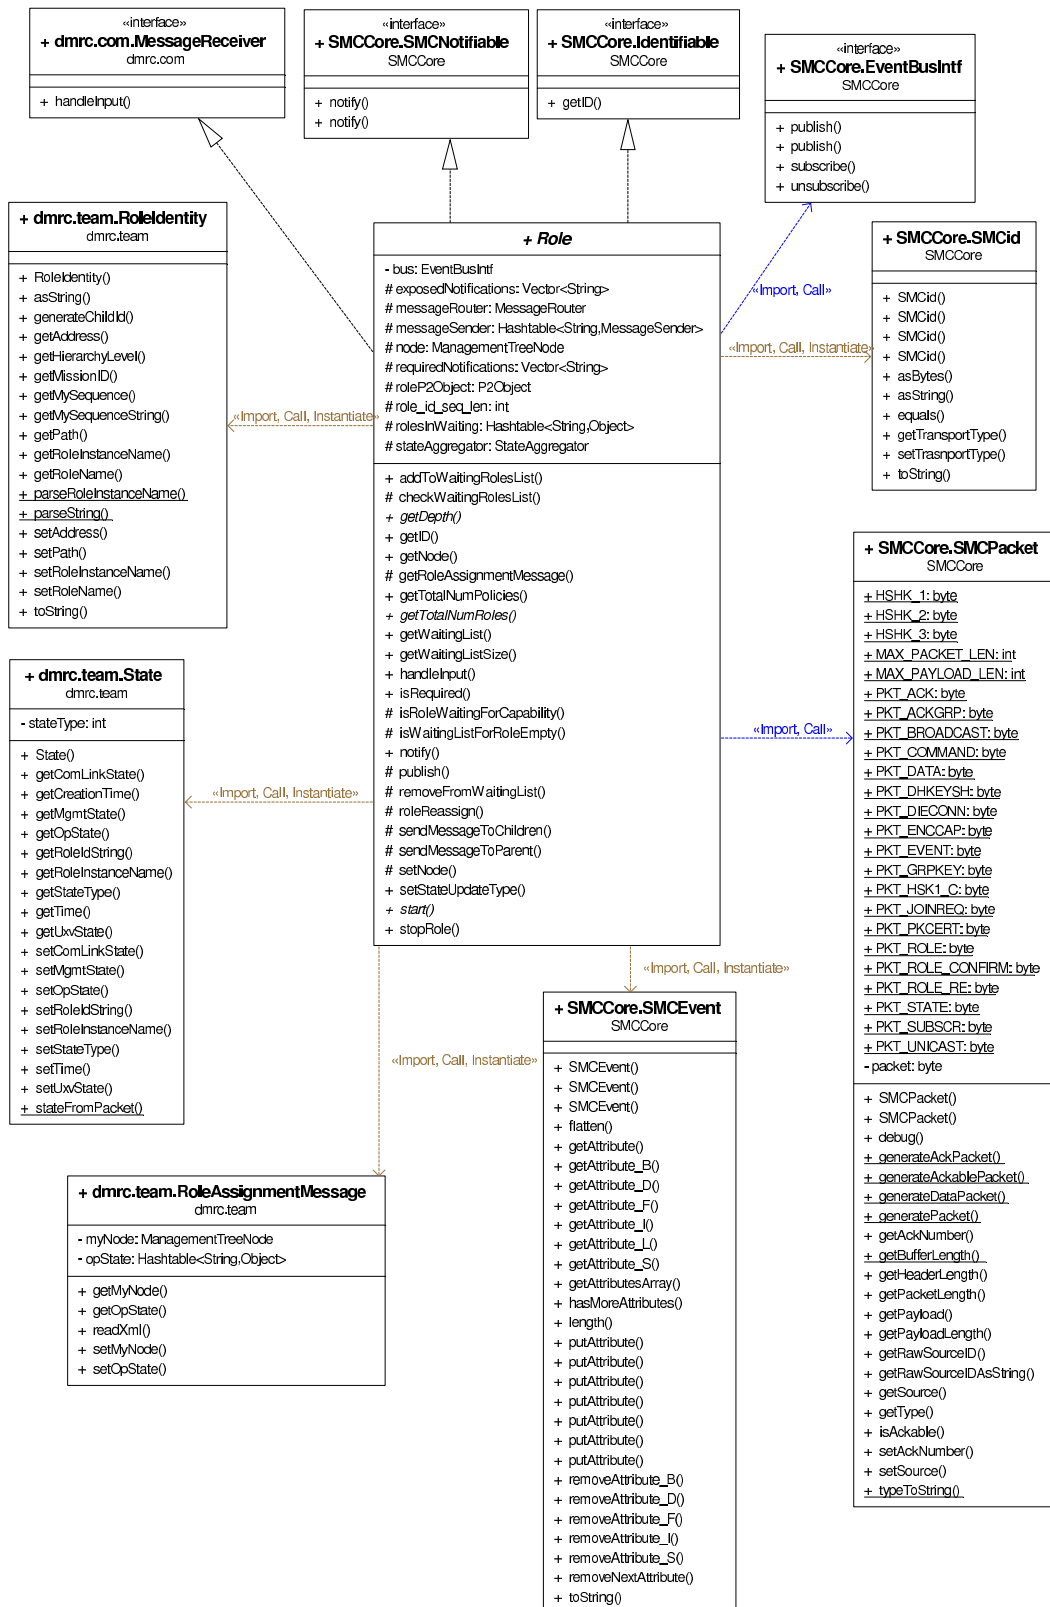 «interface»
+ dmrc.com.MessageReceiver
dmrc.com
+ handleInput()
«interface»
+ SMCCore.SMCNotifiable
SMCCore
+ notify()
+ notify()
«interface»
+ SMCCore.Identifiable
SMCCore
+ getID()
«interface»
+ SMCCore.EventBusIntf
SMCCore
+ publish()
+ publish()
+ subscribe()
+ unsubscribe()
+ dmrc.team.RoleIdentity
dmrc.team
+ RoleIdentity()
+ asString()
+ generateChildId()
+ getAddress()
+ getHierarchyLevel()
+ getMissionID()
+ getMySequence()
+ getMySequenceString()
+ getPath()
+ getRoleInstanceName()
+ getRoleName()
+ parseRoleInstanceName()
+ parseString()
+ setAddress()
+ setPath()
+ setRoleInstanceName()
+ setRoleName()
+ toString()
+ Role
- bus: EventBusIntf
# exposedNotifications: Vector<String>
# messageRouter: MessageRouter
# messageSender: Hashtable<String,MessageSender>
# node: ManagementTreeNode
# requiredNotifications: Vector<String>
# roleP2Object: P2Object
# role_id_seq_len: int
# rolesInWaiting: Hashtable<String,Object>
# stateAggregator: StateAggregator
+ addToWaitingRolesList()
# checkWaitingRolesList()
+ getDepth()
+ getID()
+ getNode()
# getRoleAssignmentMessage()
+ getTotalNumPolicies()
+ getTotalNumRoles()
+ getWaitingList()
+ getWaitingListSize()
+ handleInput()
+ isRequired()
# isRoleWaitingForCapability()
# isWaitingListForRoleEmpty()
+ notify()
# publish()
# removeFromWaitingList()
# roleReassign()
# sendMessageToChildren()
# sendMessageToParent()
# setNode()
+ setStateUpdateType()
+ start()
+ stopRole()
«Import, Call»
«Import, Call, Instantiate»
«Import, Call, Instantiate»
«Import, Call»
«Import, Call, Instantiate»
«Import, Call, Instantiate»
«Import, Call, Instantiate»
+ SMCCore.SMCid
SMCCore
+ SMCid()
+ SMCid()
+ SMCid()
+ SMCid()
+ asBytes()
+ asString()
+ equals()
+ getTransportType()
+ setTrasnportType()
+ toString()
+ SMCCore.SMCPacket
SMCCore
+ HSHK_1: byte
+ HSHK_2: byte
+ HSHK_3: byte
+ MAX_PACKET_LEN: int
+ MAX_PAYLOAD_LEN: int
+ PKT_ACK: byte
+ PKT_ACKGRP: byte
+ PKT_BROADCAST: byte
+ PKT_COMMAND: byte
+ PKT_DATA: byte
+ PKT_DHKEYSH: byte
+ PKT_DIECONN: byte
+ PKT_ENCCAP: byte
+ PKT_EVENT: byte
+ PKT_GRPKEY: byte
+ PKT_HSK1_C: byte
+ PKT_JOINREQ: byte
+ PKT_PKCERT: byte
+ PKT_ROLE: byte
+ PKT_ROLE_CONFIRM: byte
+ PKT_ROLE_RE: byte
+ PKT_STATE: byte
+ PKT_SUBSCR: byte
+ PKT_UNICAST: byte
- packet: byte
+ SMCPacket()
+ SMCPacket()
+ debug()
+ generateAckPacket()
+ generateAckablePacket()
+ generateDataPacket()
+ generatePacket()
+ getAckNumber()
+ getBufferLength()
+ getHeaderLength()
+ getPacketLength()
+ getPayload()
+ getPayloadLength()
+ getRawSourceID()
+ getRawSourceIDAsString()
+ getSource()
+ getType()
+ isAckable()
+ setAckNumber()
+ setSource()
+ typeToString()
+ dmrc.team.State
dmrc.team
- stateType: int
+ State()
+ getComLinkState()
+ getCreationTime()
+ getMgmtState()
+ getOpState()
+ getRoleIdString()
+ getRoleInstanceName()
+ getStateType()
+ getTime()
+ getUxvState()
+ setComLinkState()
+ setMgmtState()
+ setOpState()
+ setRoleIdString()
+ setRoleInstanceName()
+ setStateType()
+ setTime()
+ setUxvState()
+ stateFromPacket()
+ dmrc.team.RoleAssignmentMessage
dmrc.team
- myNode: ManagementTreeNode
- opState: Hashtable<String,Object>
+ getMyNode()
+ getOpState()
+ readXml()
+ setMyNode()
+ setOpState()
+ SMCCore.SMCEvent
SMCCore
+ SMCEvent()
+ SMCEvent()
+ SMCEvent()
+ flatten()
+ getAttribute()
+ getAttribute_B()
+ getAttribute_D()
+ getAttribute_F()
+ getAttribute_I()
+ getAttribute_L()
+ getAttribute_S()
+ getAttributesArray()
+ hasMoreAttributes()
+ length()
+ putAttribute()
+ putAttribute()
+ putAttribute()
+ putAttribute()
+ putAttribute()
+ putAttribute()
+ putAttribute()
+ removeAttribute_B()
+ removeAttribute_D()
+ removeAttribute_F()
+ removeAttribute_I()
+ removeAttribute_S()
+ removeNextAttribute()
+ toString()